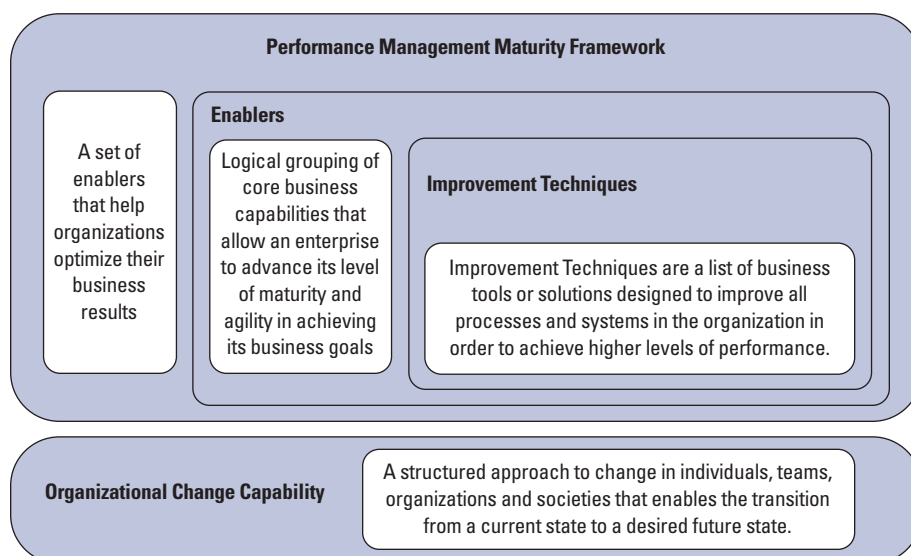 Performance Management Maturity Framework
A set of
enablers
that help
organizations
optimize their
business
results
Enablers
Logical grouping of
core business
capabilities that
allow an enterprise
to advance its level
of maturity and
agility in achieving
its business goals
Improvement Techniques
Improvement Techniques are a list of business
tools or solutions designed to improve all
processes and systems in the organization in
order to achieve higher levels of performance.
Organizational Change Capability
A structured approach to change in individuals, teams,
organizations and societies that enables the transition
from a current state to a desired future state.